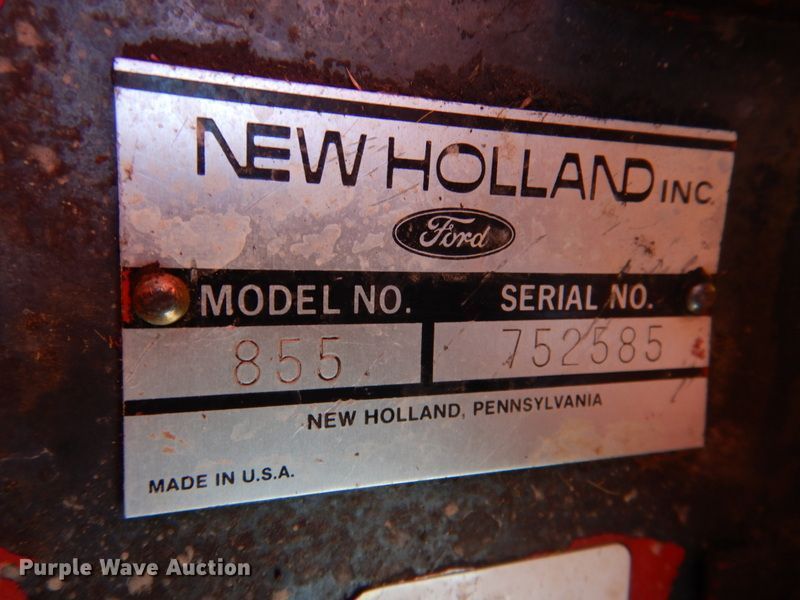 NEW HOLLAND INC.
Ford
MODEL NO. SERIAL NO.
855 752585
NEW HOLLAND, PENNSYLVANIA
MADE IN U.S.A.
Purple Wave Auction